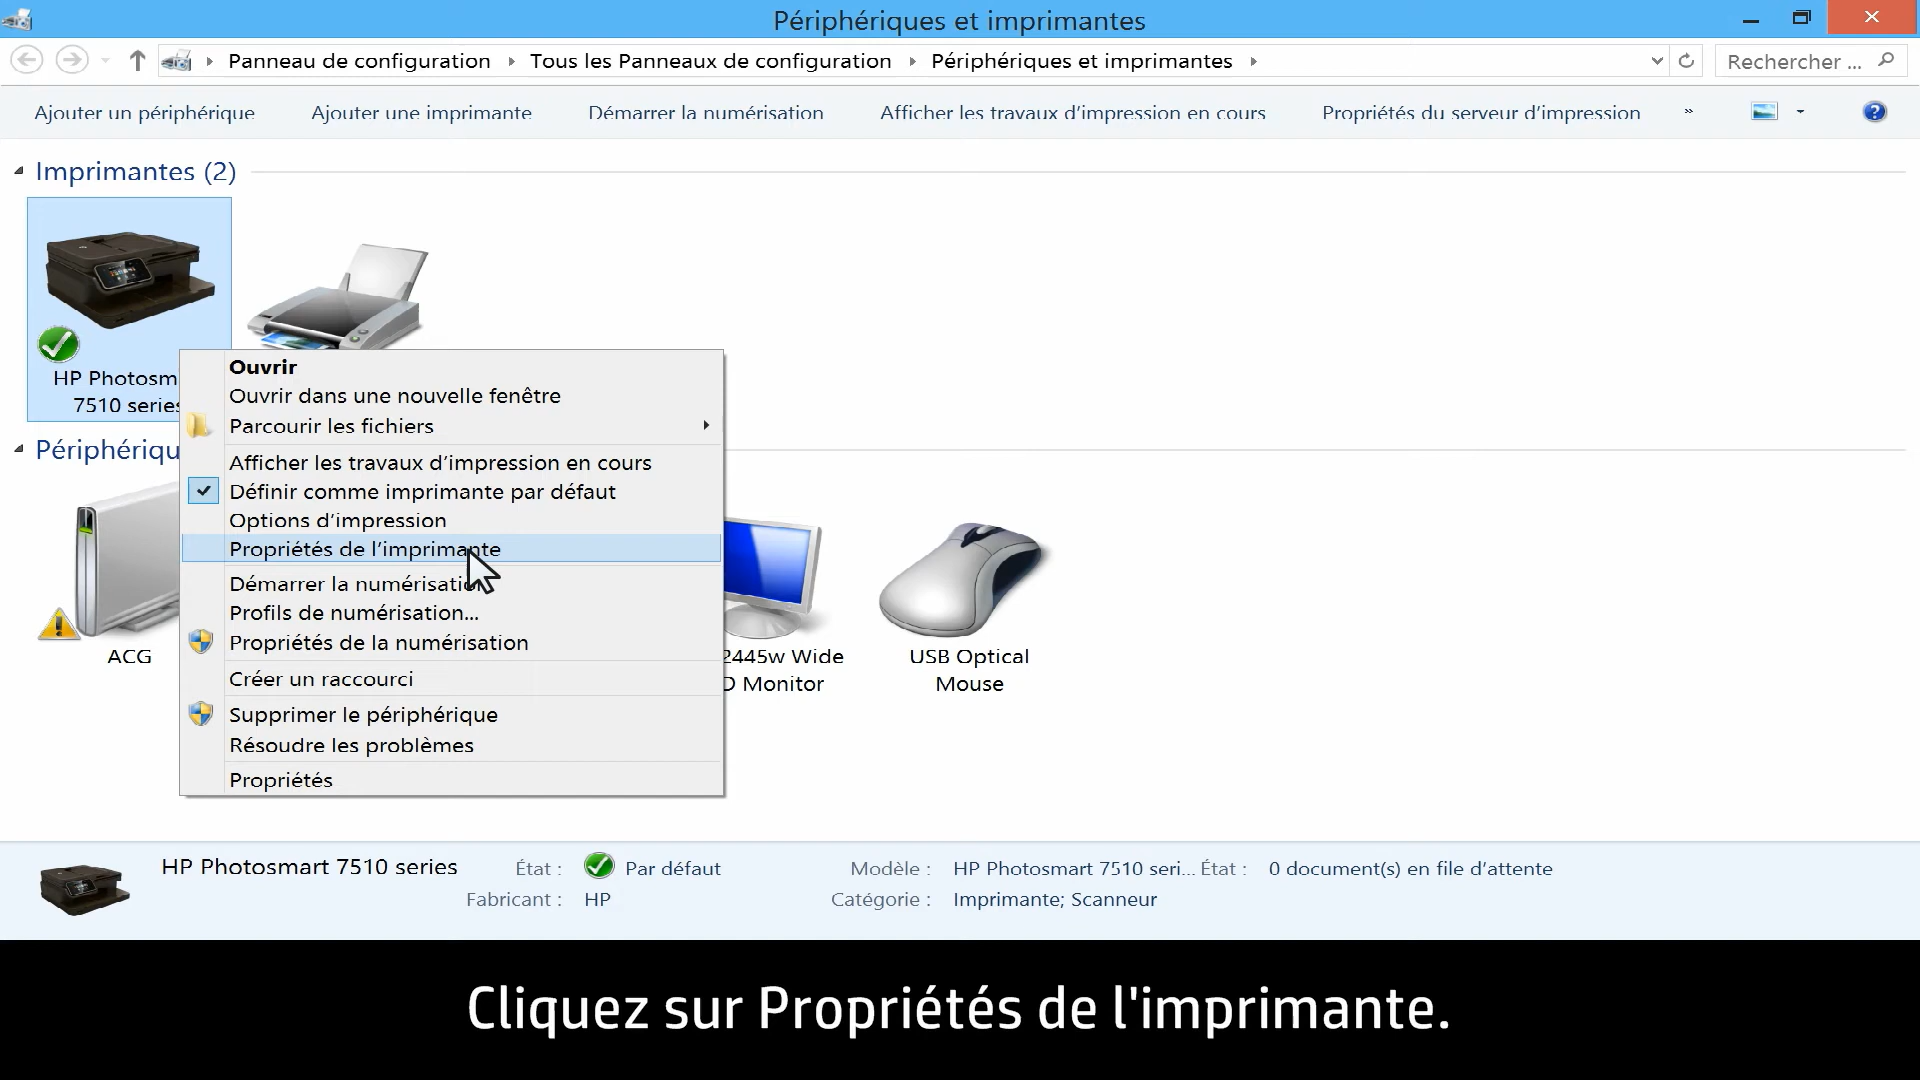 Périphériques et imprimantes
Panneau de configuration Tous les Panneaux de configuration Périphériques et imprimantes Rechercher ...
Ajouter un périphérique Ajouter une imprimante Démarrer la numérisation Afficher les travaux d'impression en cours Propriétés du serveur d'impression »
Imprimantes (2)
HP Photosm
7510 series
Ouvrir
Ouvrir dans une nouvelle fenêtre
Parcourir les fichiers
Afficher les travaux d'impression en cours
Définir comme imprimante par défaut
Options d'impression
Propriétés de l'imprimante
Démarrer la numérisation
Profils de numérisation...
Propriétés de la numérisation
Créer un raccourci
Supprimer le périphérique
Résoudre les problèmes
Propriétés
Périphériqu
ACG
2445w Wide
D Monitor
USB Optical
Mouse
HP Photosmart 7510 series État : Par défaut Modèle : HP Photosmart 7510 seri... État : 0 document(s) en file d'attente
Fabricant : HP Catégorie : Imprimante; Scanneur
Cliquez sur Propriétés de l'imprimante.